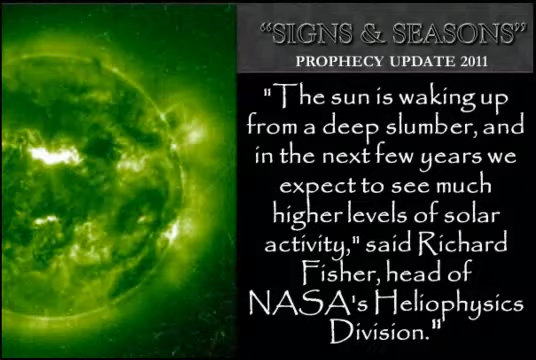 “SIGNS & SEASONS”
PROPHECY UPDATE 2011
"The sun is waking up
from a deep slumber, and
in the next few years we
expect to see much
higher levels of solar
activity," said Richard
Fisher, head of
NASA's Heliophysics
Division."